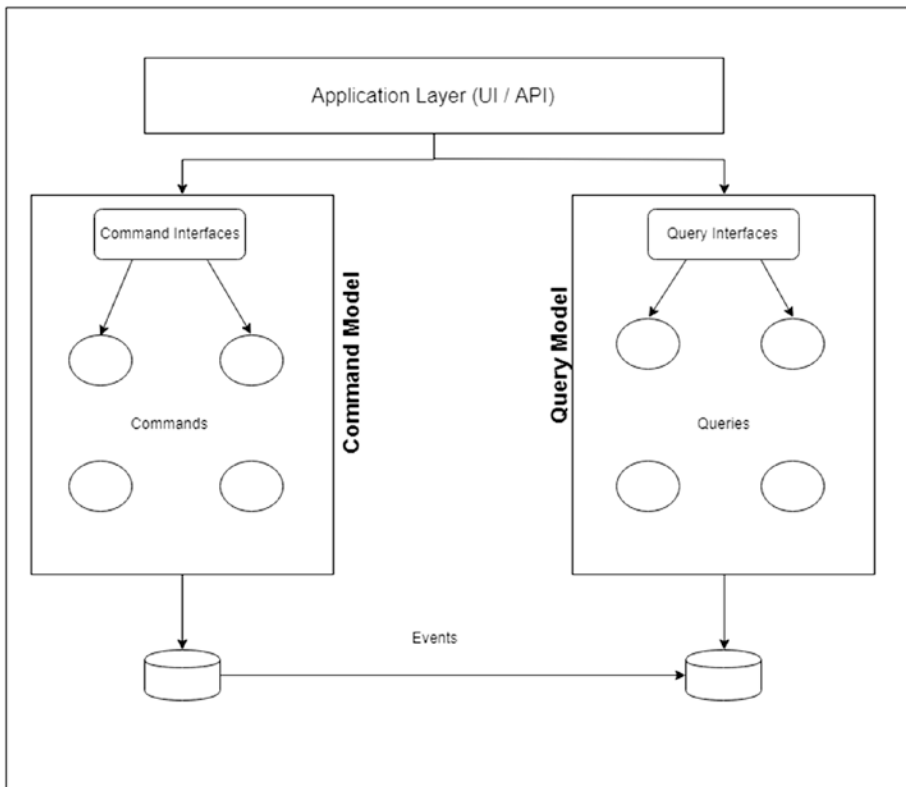 Application Layer (UI / API)
Command Interfaces
Commands
Command Model
Query Model
Query Interfaces
Queries
Events